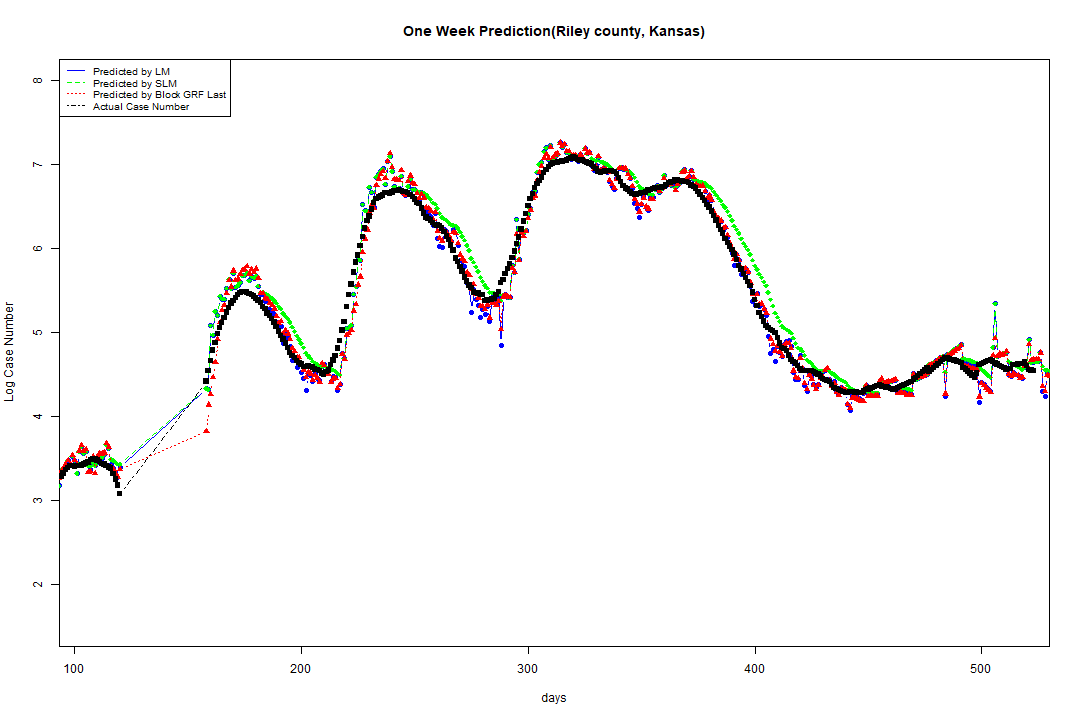 One Week Prediction(Riley county, Kansas)
Predicted by LM
Predicted by SLM
Predicted by Block GRF Last
Actual Case Number
8
7
6
5
4
3
2
Log Case Number
100 200 300 400 500
days